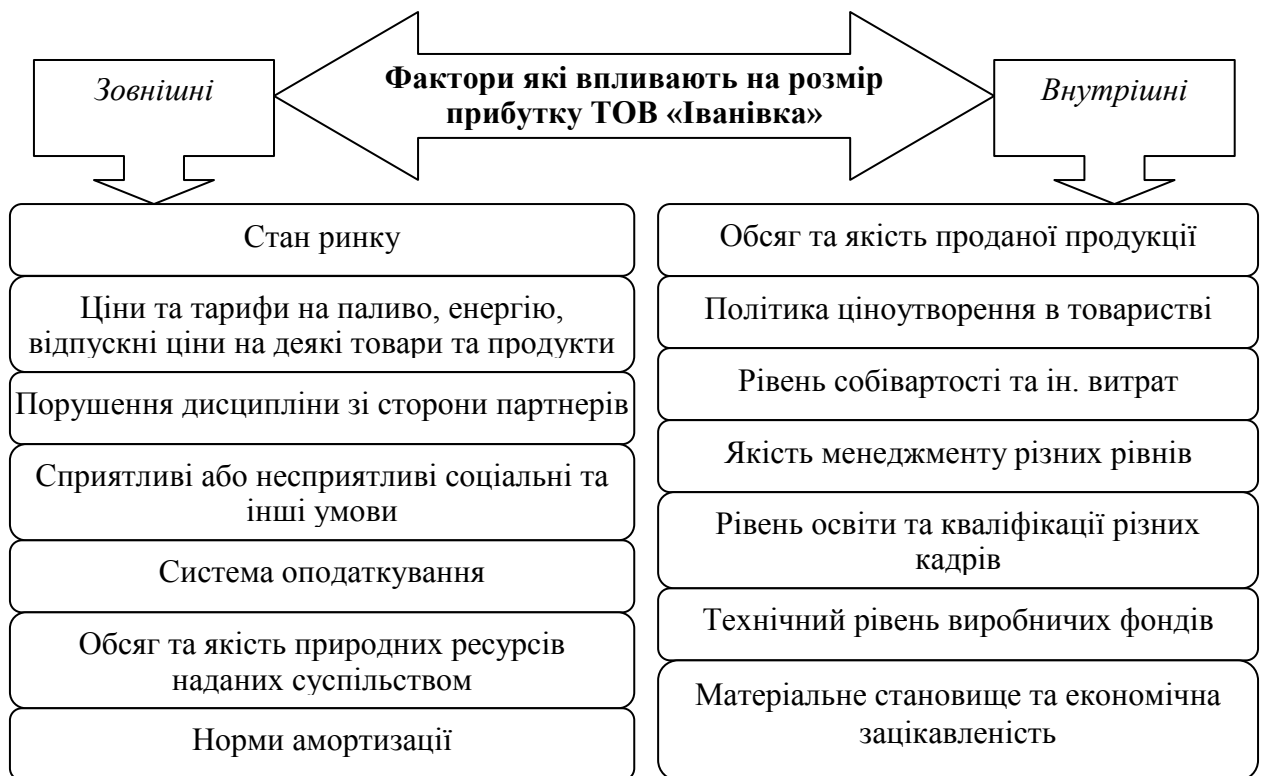 Зовнішні
Фактори які впливають на розмір
прибутку ТОВ «Іванівка»
Внутрішні
Стан ринку
Ціни та тарифи на паливо, енергію,
відпускні ціни на деякі товари та продукти
Порушення дисципліни зі сторони партнерів
Сприятливі або несприятливі соціальні та
інші умови
Система оподаткування
Обсяг та якість природних ресурсів
наданих суспільством
Норми амортизації
Обсяг та якість проданої продукції
Політика ціноутворення в товаристві
Рівень собівартості та ін. витрат
Якість менеджменту різних рівнів
Рівень освіти та кваліфікації різних
кадрів
Технічний рівень виробничих фондів
Матеріальне становище та економічна
зацікавленість